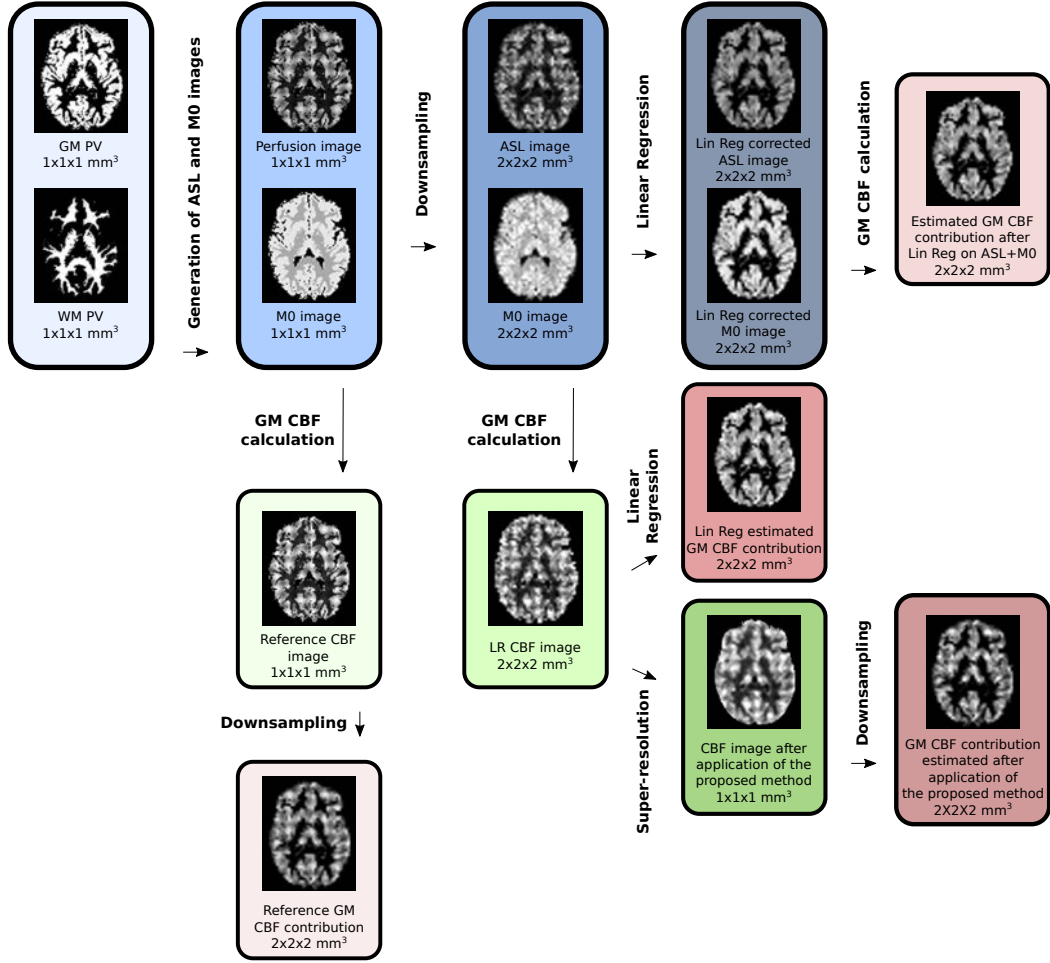 GM PV
1x1x1 mm³
WM PV
1x1x1 mm³
Generation of ASL and M0 images
Perfusion image
1x1x1 mm³
M0 image
1x1x1 mm³
Downsampling
ASL image
2x2x2 mm³
M0 image
2x2x2 mm³
Linear Regression
Lin Reg corrected
ASL image
2x2x2 mm³
Lin Reg corrected
M0 image
2x2x2 mm³
GM CBF calculation
Estimated GM CBF
contribution after
Lin Reg on ASL+M0
2x2x2 mm³
GM CBF
calculation
GM CBF
calculation
Reference CBF
image
1x1x1 mm³
LR CBF image
2x2x2 mm³
Linear
Regression
Lin Reg estimated
GM CBF contribution
2x2x2 mm³
Super-resolution
CBF image after
application of the
proposed method
1x1x1 mm³
Downsampling
GM CBF contribution
estimated after
application of
the proposed method
2X2X2 mm³
Downsampling
Reference GM
CBF contribution
2x2x2 mm³